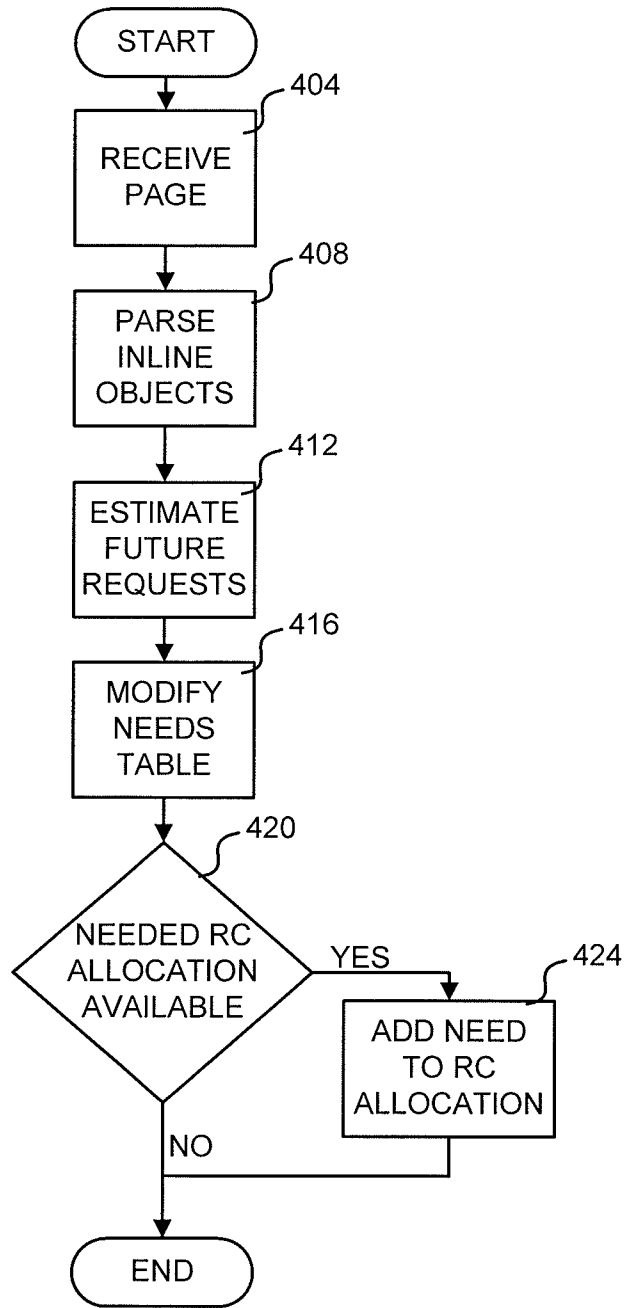 START
404
RECEIVE
PAGE
408
PARSE
INLINE
OBJECTS
412
ESTIMATE
FUTURE
REQUESTS
416
MODIFY
NEEDS
TABLE
420
NEEDED RC
ALLOCATION
AVAILABLE
YES
424
ADD NEED
TO RC
ALLOCATION
NO
END